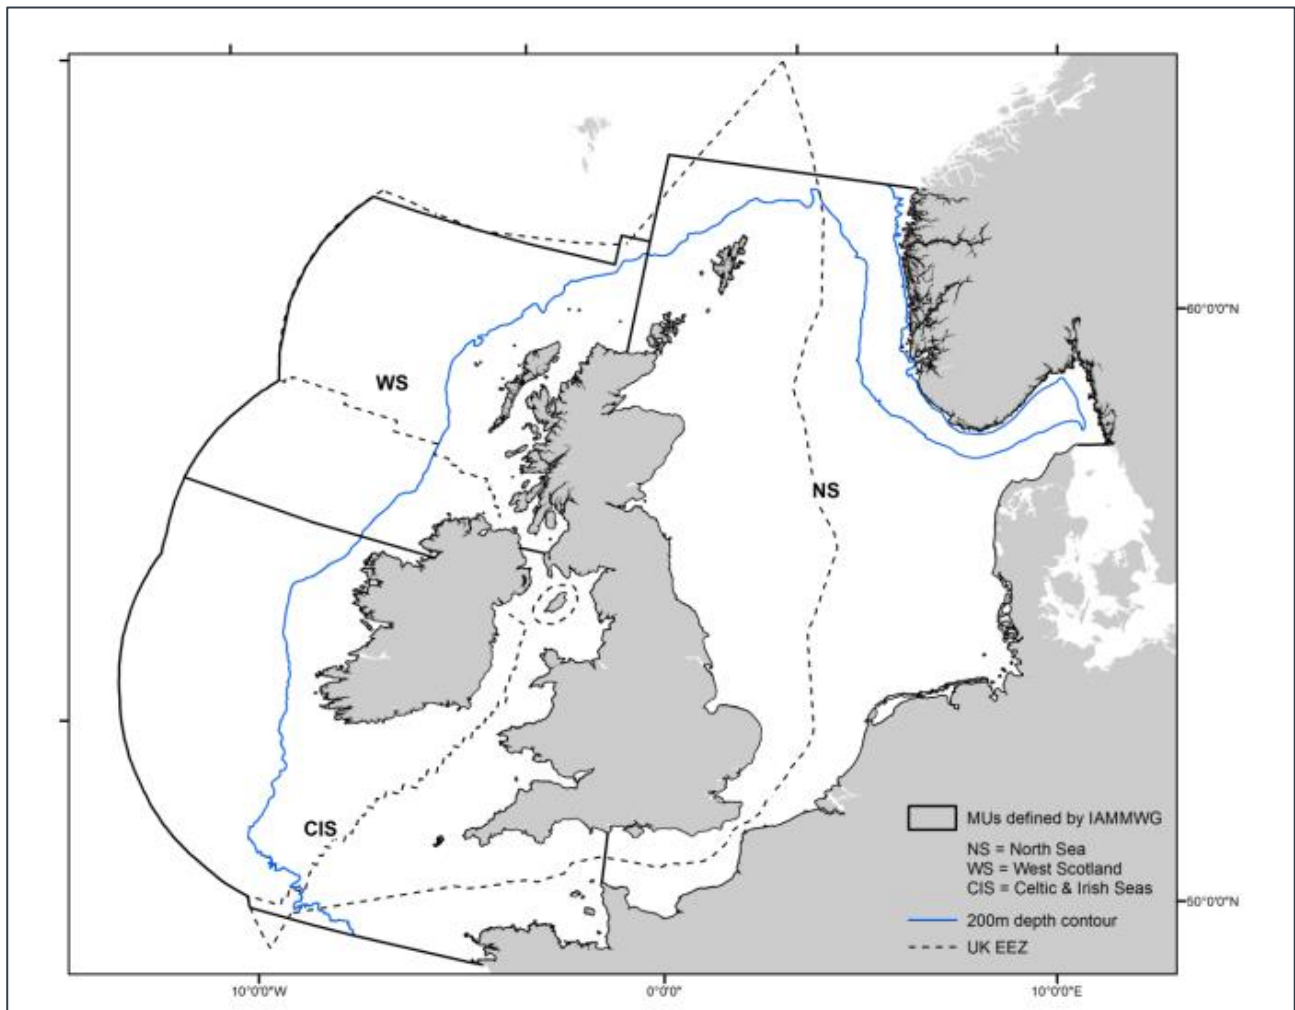 60°0'0"N
WS
NS
CIS
MUs defined by IAMMWG
NS = North Sea
WS = West Scotland
CIS = Celtic & Irish Seas
50°0'0"N
200m depth contour
UK EEZ
10°0'0"W
0°0'0"
10°0'0"E